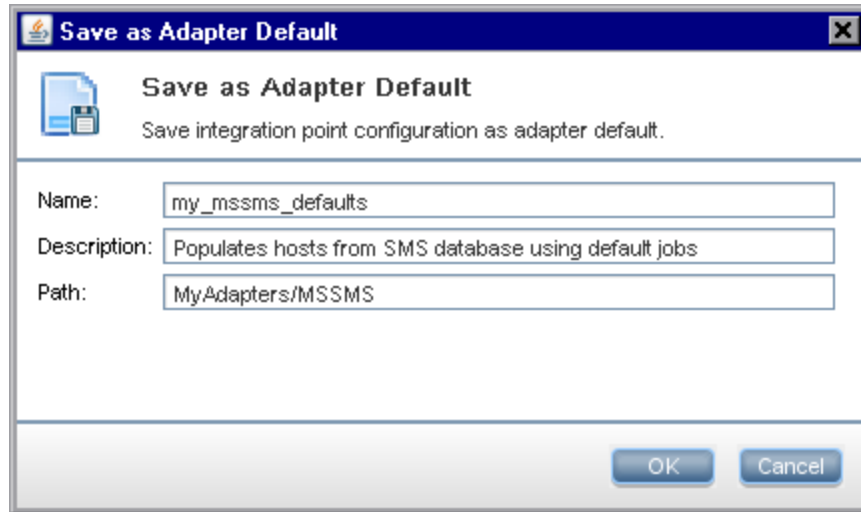 Save as Adapter Default
Save as Adapter Default
Save integration point configuration as adapter default.
Name: my_mssms_defaults
Description: Populates hosts from SMS database using default jobs
Path: MyAdapters/MSSMS
OK Cancel